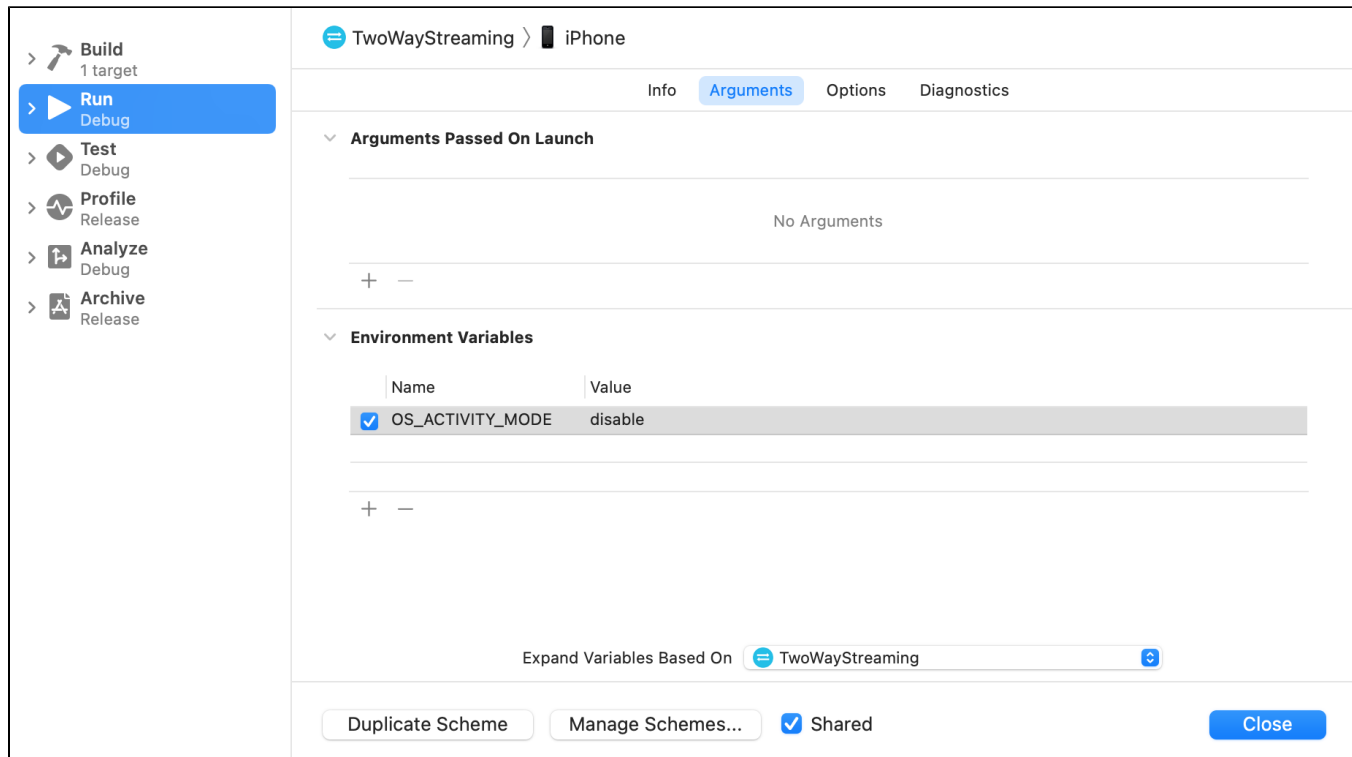 Build
1 target
Run
Debug
Test
Debug
Profile
Release
Analyze
Debug
Archive
Release
TwoWayStreaming 〉 iPhone
Info Arguments Options Diagnostics
Arguments Passed On Launch
No Arguments
Environment Variables
Name Value
OS_ACTIVITY_MODE disable
Expand Variables Based On TwoWayStreaming
Duplicate Scheme Manage Schemes... Shared Close